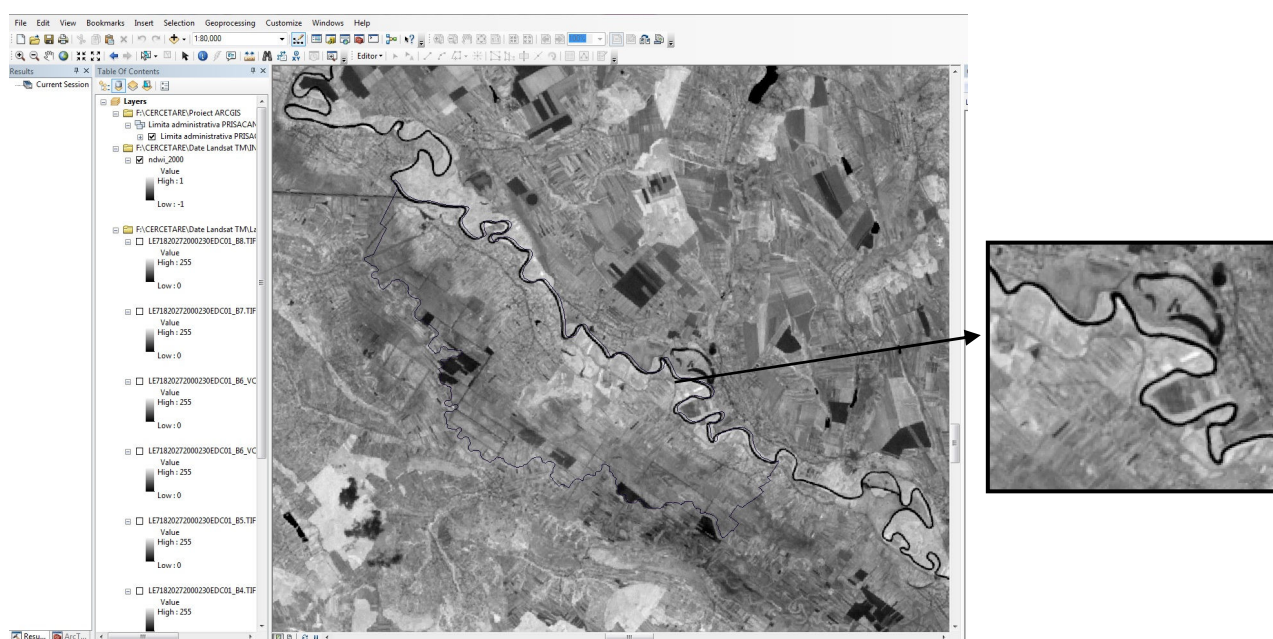 File Edit View Bookmarks Insert Selection Geoprocessing Customize Windows Help
1:80,000
Editor
Results
Table Of Contents
Current Session
Layers
F:\CERCETARE\Proiect ARCGIS
Limita administrativa PRISACAN
Limita administrativa PRISAC
F:\CERCETARE\Date Landsat TM\IN
ndwi_2000
Value
High : 1
Low : -1
F:\CERCETARE\Date Landsat TM\La
LE71820272000230EDC01_B8.TIF
Value
High : 255
Low : 0
LE71820272000230EDC01_B7.TIF
Value
High : 255
Low : 0
LE71820272000230EDC01_B6_VC
Value
High : 255
Low : 0
LE71820272000230EDC01_B6_VC
Value
High : 255
Low : 0
LE71820272000230EDC01_B5.TIF
Value
High : 255
Low : 0
LE71820272000230EDC01_B4.TIF
Value
High : 255
Resu... ArcT...